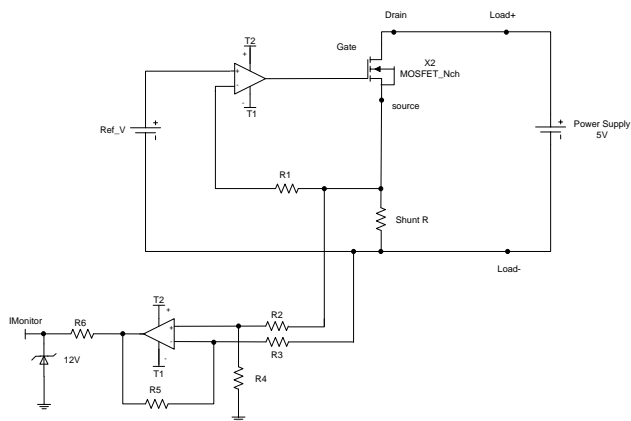 Drain
Load+
T2
+
Gate
X2
MOSFET_Nch
+
-
-
T1
source
Ref_V
+
-
+
-
Power Supply
5V
R1
Shunt R
Load-
T2
+
IMonitor
R6
R2
+
-
R3
12V
-
T1
R4
R5